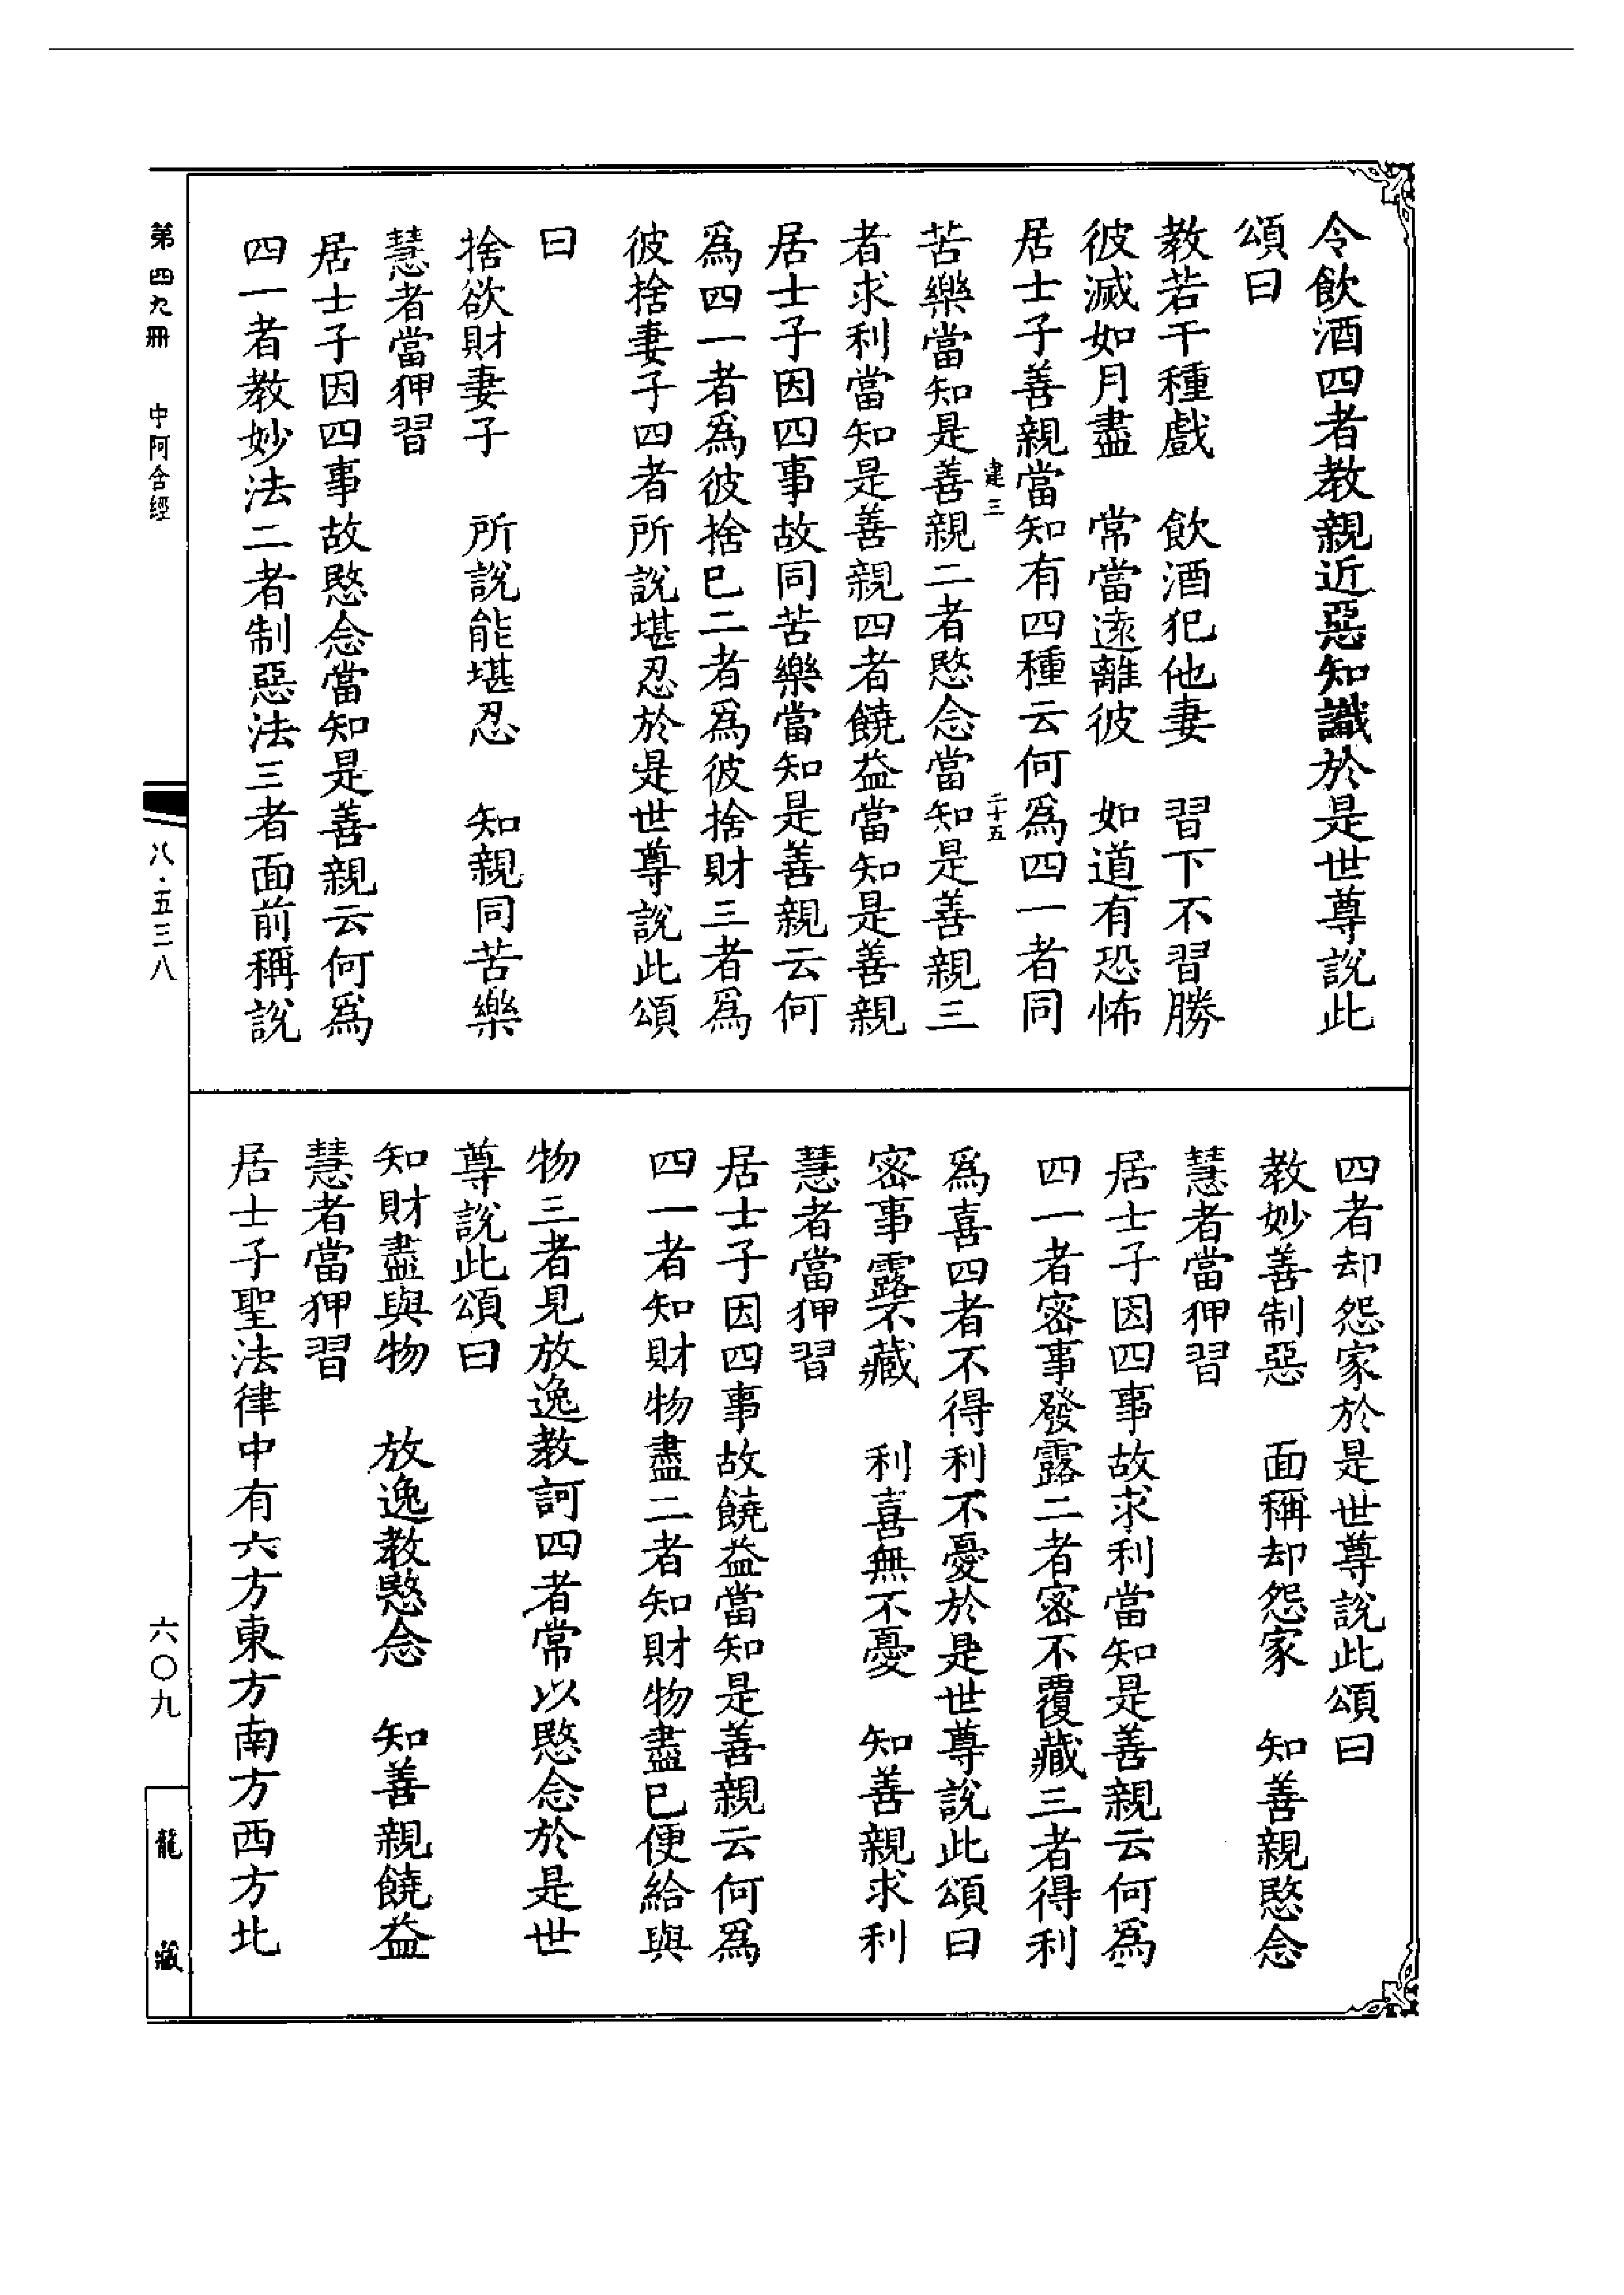 令飲酒四者教親近惡知識於是世尊說此
頌曰
教若干種戲　飲酒犯他妻　習下不習勝
彼滅如月盡　常當遠離彼　如道有恐怖
居士子善親當知有四種云何爲四一者同
建三
二十五
苦樂當知是善親二者愍念當知是善親三
者求利當知是善親四者饒益當知是善親
居士子因四事故同苦樂當知是善親云何
爲四一者爲彼捨已二者爲彼捨財三者爲
彼捨妻子四者所說堪忍於是世尊說此頌
曰
捨欲財妻子　所說能堪忍　知親同苦樂
慧者當狎習
居士子因四事故愍念當知是善親云何爲
四一者教妙法二者制惡法三者面前稱說
四者却怨家於是世尊說此頌曰
教妙善制惡　面稱却怨家　知善親愍念
慧者當狎習
居士子因四事故求利當知是善親云何爲
四一者密事發露二者密不覆藏三者得利
爲喜四者不得利不憂於是世尊說此頌曰
密事露不藏　利喜無不憂　知善親求利
慧者當狎習
居士子因四事故饒益當知是善親云何爲
四一者知財物盡二者知財物盡已便給與
物三者見放逸教訶四者常以愍念於是世
尊說此頌曰
知財盡與物　放逸教愍念　知善親饒益
慧者當狎習
居士子聖法律中有六方東方南方西方北
第四九冊　中阿含經
八·五三八
六〇九
龍藏